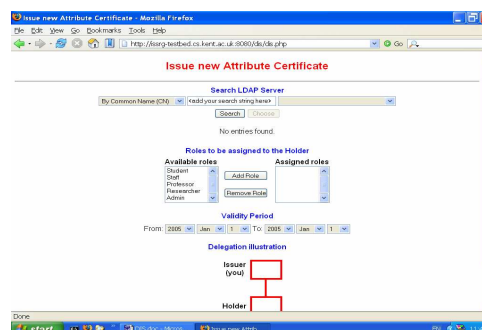 Issue new Attribute Certificate - Mozilla Firefox
File Edit View Go Bookmarks Tools Help
http://issrg-testbed.cs.kent.ac.uk:8080/dis/dis.php Go
Issue new Attribute Certificate
Search LDAP Server
By Common Name (CN) <add your search string here>
Search Choose
No entries found.
Roles to be assigned to the Holder
Available roles Assigned roles
Student
Staff
Professor
Researcher
Admin
Add Role
Remove Role
Validity Period
From: 2005 Jan 1 To: 2005 Jan 1
Delegation illustration
Issuer
(you)
Holder
Done
start DIS.doc - Micros... Issue new Attrib... EN